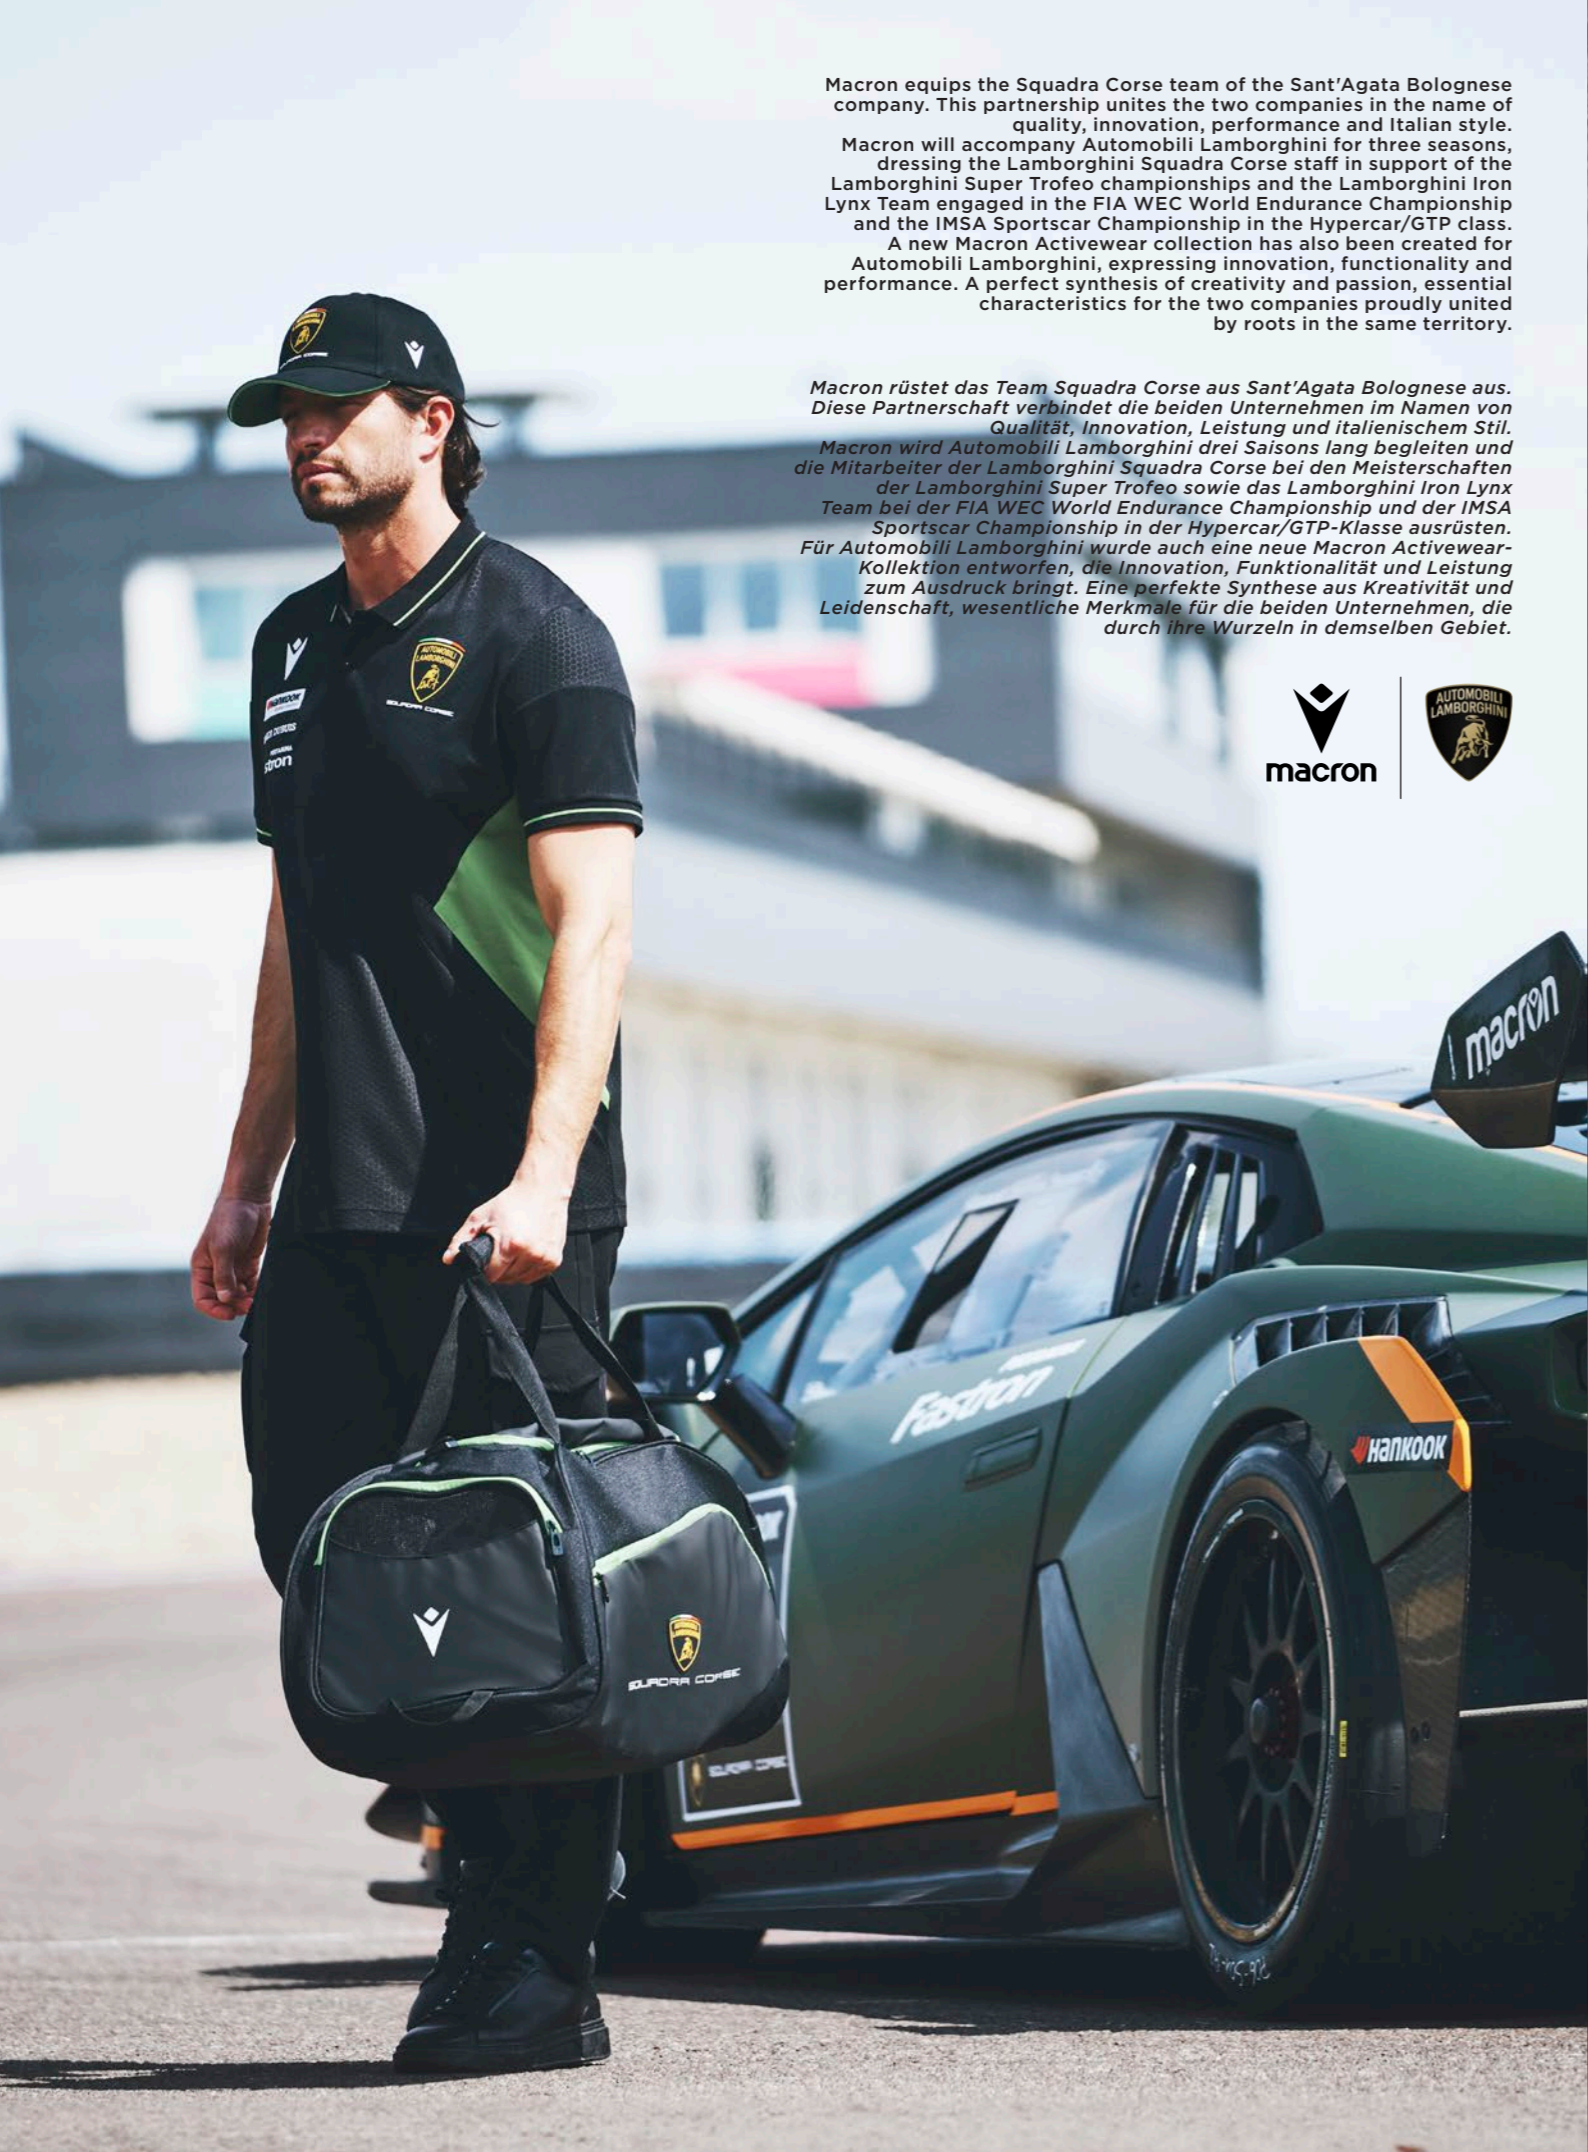 Macron equips the Squadra Corse team of the Sant'Agata Bolognese
company. This partnership unites the two companies in the name of
quality, innovation, performance and Italian style.
Macron will accompany Automobili Lamborghini for three seasons,
dressing the Lamborghini Squadra Corse staff in support of the
Lamborghini Super Trofeo championships and the Lamborghini Iron
Lynx Team engaged in the FIA WEC World Endurance Championship
and the IMSA Sportscar Championship in the Hypercar/GTP class.
A new Macron Activewear collection has also been created for
Automobili Lamborghini, expressing innovation, functionality and
performance. A perfect synthesis of creativity and passion, essential
characteristics for the two companies proudly united
by roots in the same territory.
Macron rüstet das Team Squadra Corse aus Sant'Agata Bolognese aus.
Diese Partnerschaft verbindet die beiden Unternehmen im Namen von
Qualität, Innovation, Leistung und italienischem Stil.
Macron wird Automobili Lamborghini drei Saisons lang begleiten und
die Mitarbeiter der Lamborghini Squadra Corse bei den Meisterschaften
der Lamborghini Super Trofeo sowie das Lamborghini Iron Lynx
Team bei der FIA WEC World Endurance Championship und der IMSA
Sportscar Championship in der Hypercar/GTP-Klasse ausrüsten.
Für Automobili Lamborghini wurde auch eine neue Macron Activewear-
Kollektion entworfen, die Innovation, Funktionalität und Leistung
zum Ausdruck bringt. Eine perfekte Synthese aus Kreativität und
Leidenschaft, wesentliche Merkmale für die beiden Unternehmen, die
durch ihre Wurzeln in demselben Gebiet.
macron
AUTOMOBILI
LAMBORGHINI
AUTOMOBILI
LAMBORGHINI
SQUADRA CORSE
HANKOOK
stron
macron
Fastron
HANKOOK
AUTOMOBILI
LAMBORGHINI
SQUADRA CORSE